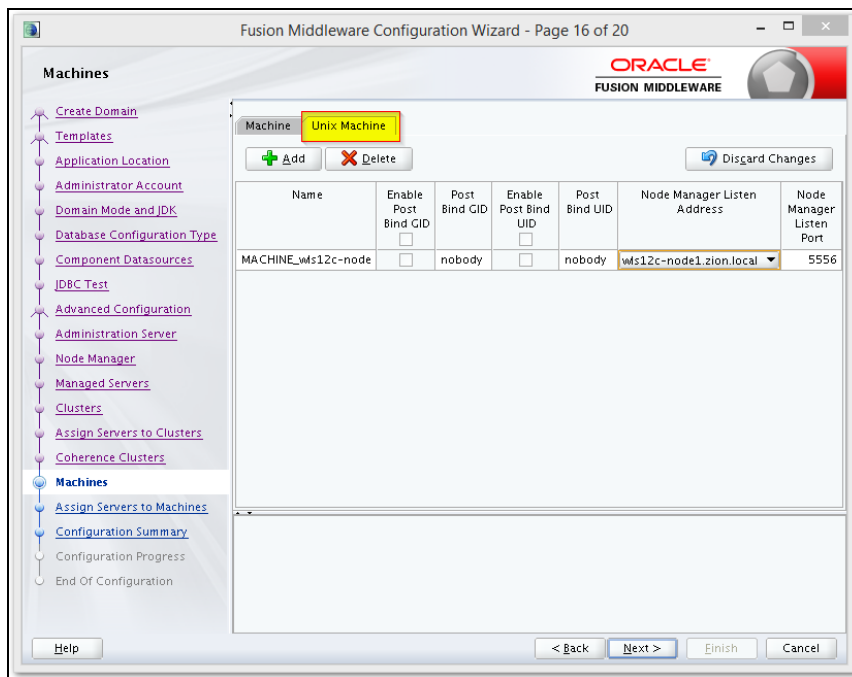 Fusion Middleware Configuration Wizard - Page 16 of 20
Machines
ORACLE
FUSION MIDDLEWARE
Create Domain
Templates
Application Location
Administrator Account
Domain Mode and JDK
Database Configuration Type
Component Datasources
JDBC Test
Advanced Configuration
Administration Server
Node Manager
Managed Servers
Clusters
Assign Servers to Clusters
Coherence Clusters
Machines
Assign Servers to Machines
Configuration Summary
Configuration Progress
End Of Configuration
Machine Unix Machine
Add Delete Discard Changes
Name Enable Post Bind GID Post Bind GID Enable Post Bind UID Post Bind UID Node Manager Listen Address Node Manager Listen Port
MACHINE_wls12c-node nobody nobody wls12c-node1.zion.local 5556
Help < Back Next > Finish Cancel